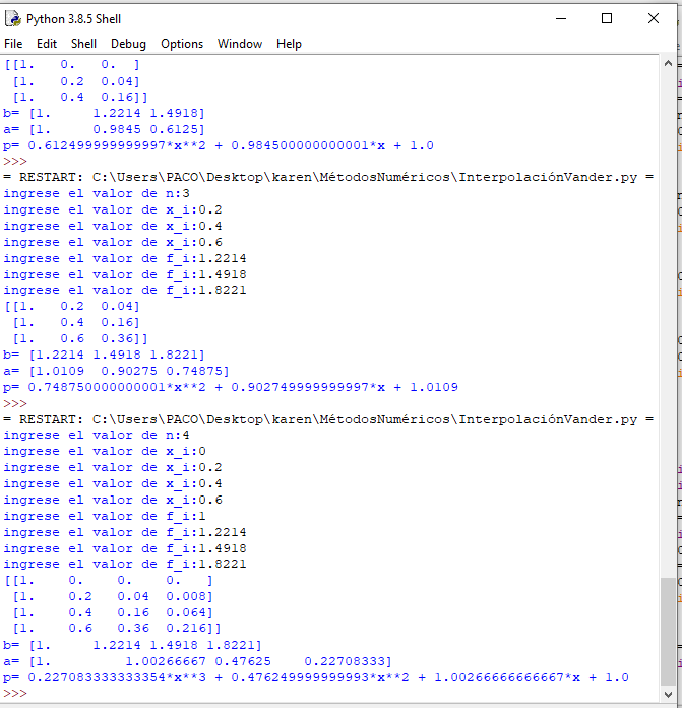 Python 3.8.5 Shell
File Edit Shell Debug Options Window Help
[[1.   0.   0.  ]
 [1.   0.2  0.04]
 [1.   0.4  0.16]]
b= [1.     1.2214 1.4918]
a= [1.     0.9845 0.6125]
p= 0.612499999999997*x**2 + 0.984500000000001*x + 1.0
>>>
= RESTART: C:\Users\PACO\Desktop\karen\MétodosNuméricos\InterpolaciónVander.py =
ingrese el valor de n:3
ingrese el valor de x_i:0.2
ingrese el valor de x_i:0.4
ingrese el valor de x_i:0.6
ingrese el valor de f_i:1.2214
ingrese el valor de f_i:1.4918
ingrese el valor de f_i:1.8221
[[1.   0.2  0.04]
 [1.   0.4  0.16]
 [1.   0.6  0.36]]
b= [1.2214 1.4918 1.8221]
a= [1.0109  0.90275 0.74875]
p= 0.748750000000001*x**2 + 0.902749999999997*x + 1.0109
>>>
= RESTART: C:\Users\PACO\Desktop\karen\MétodosNuméricos\InterpolaciónVander.py =
ingrese el valor de n:4
ingrese el valor de x_i:0
ingrese el valor de x_i:0.2
ingrese el valor de x_i:0.4
ingrese el valor de x_i:0.6
ingrese el valor de f_i:1
ingrese el valor de f_i:1.2214
ingrese el valor de f_i:1.4918
ingrese el valor de f_i:1.8221
[[1.    0.    0.    0.   ]
 [1.    0.2   0.04  0.008]
 [1.    0.4   0.16  0.064]
 [1.    0.6   0.36  0.216]]
b= [1.     1.2214 1.4918 1.8221]
a= [1.         1.00266667 0.47625    0.22708333]
p= 0.227083333333354*x**3 + 0.476249999999993*x**2 + 1.00266666666667*x + 1.0
>>>